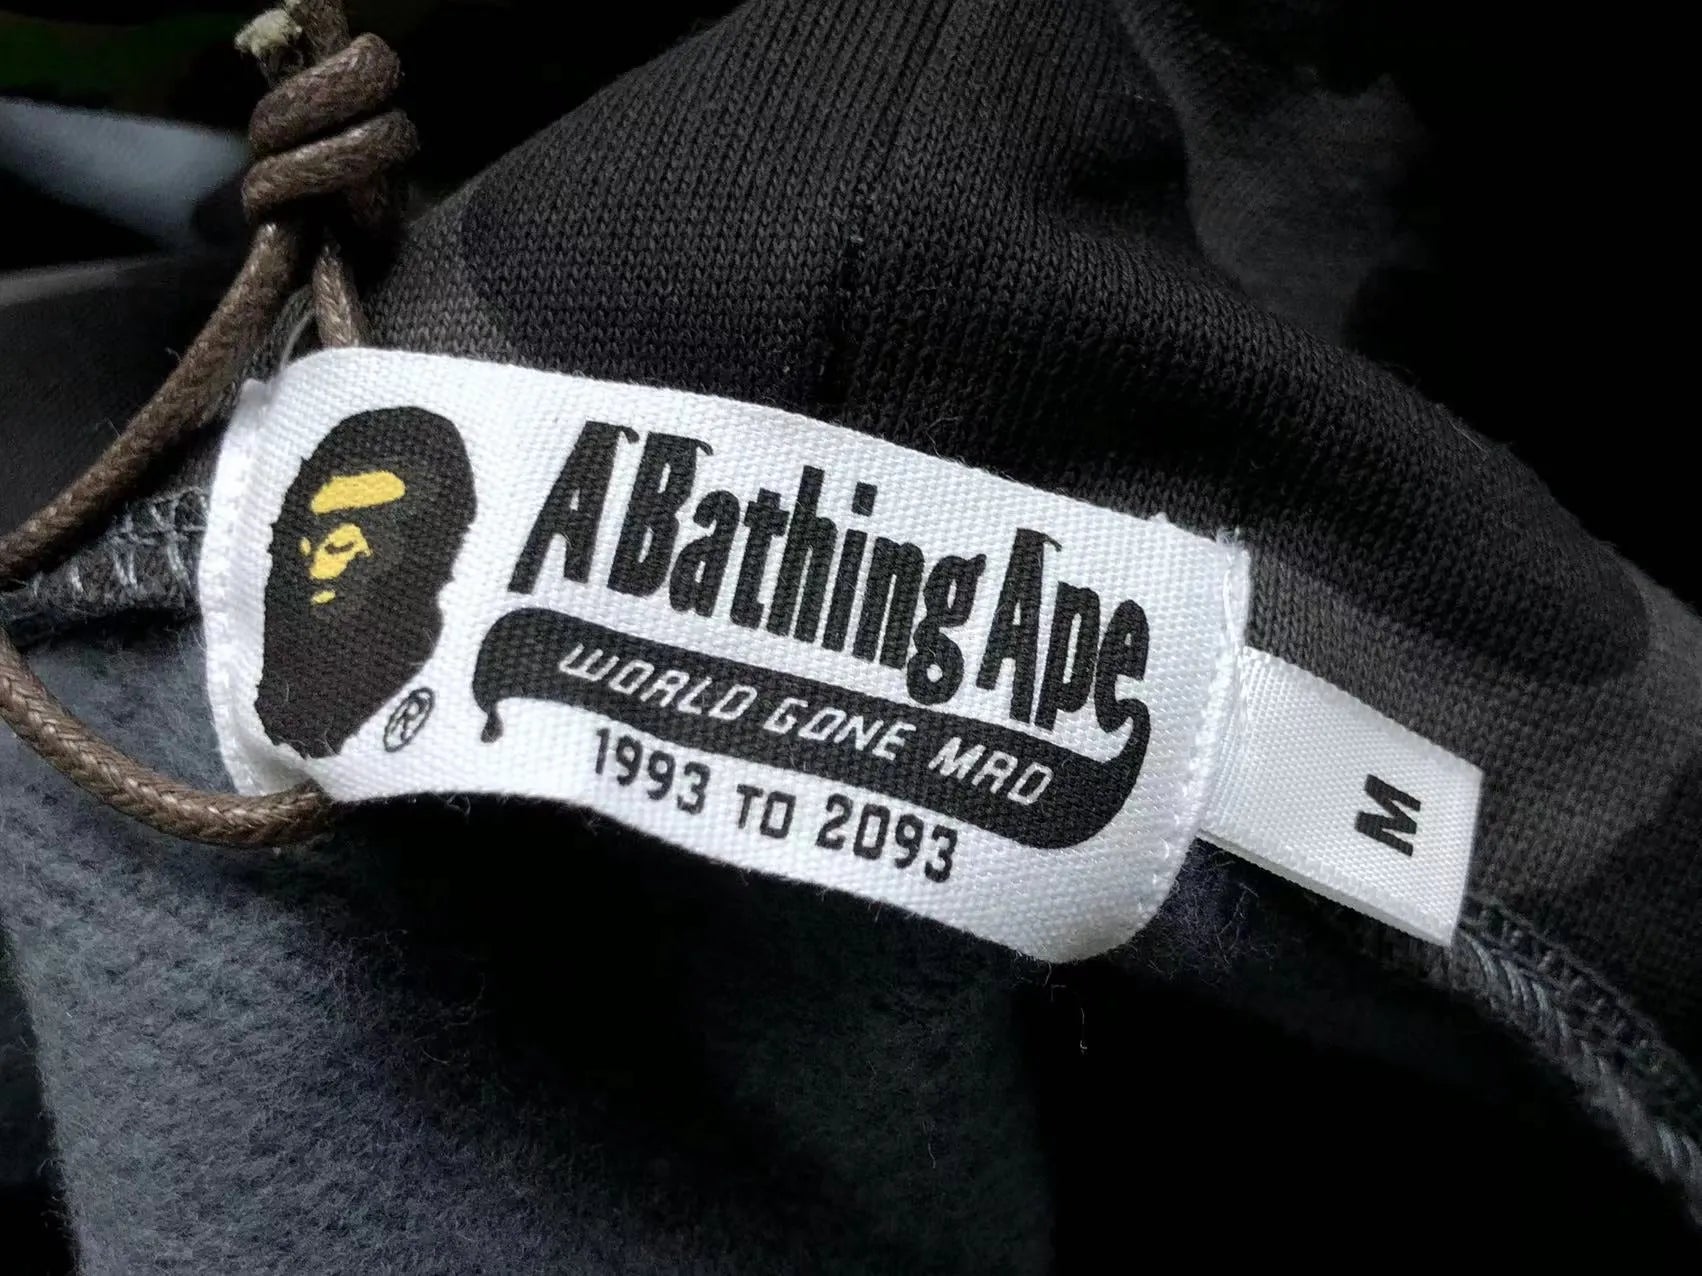 A Bathing Ape
WORLD GONE MAD
1993 TO 2093
®
M